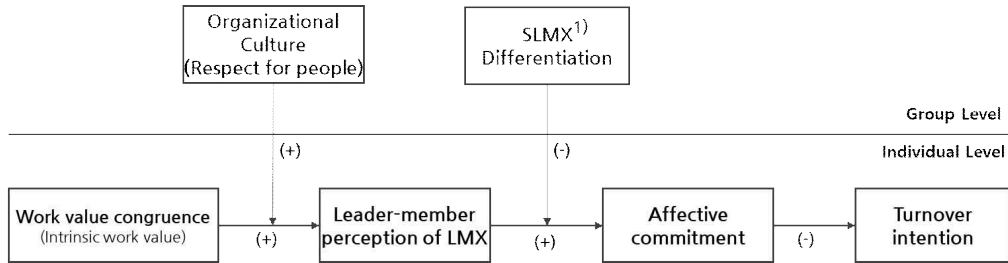 Organizational
Culture
(Respect for people)
SLMX¹⁾
Differentiation
Group Level
(+)
(-)
Individual Level
Work value congruence
(Intrinsic work value)
(+)
Leader-member
perception of LMX
(+)
Affective
commitment
(-)
Turnover
intention